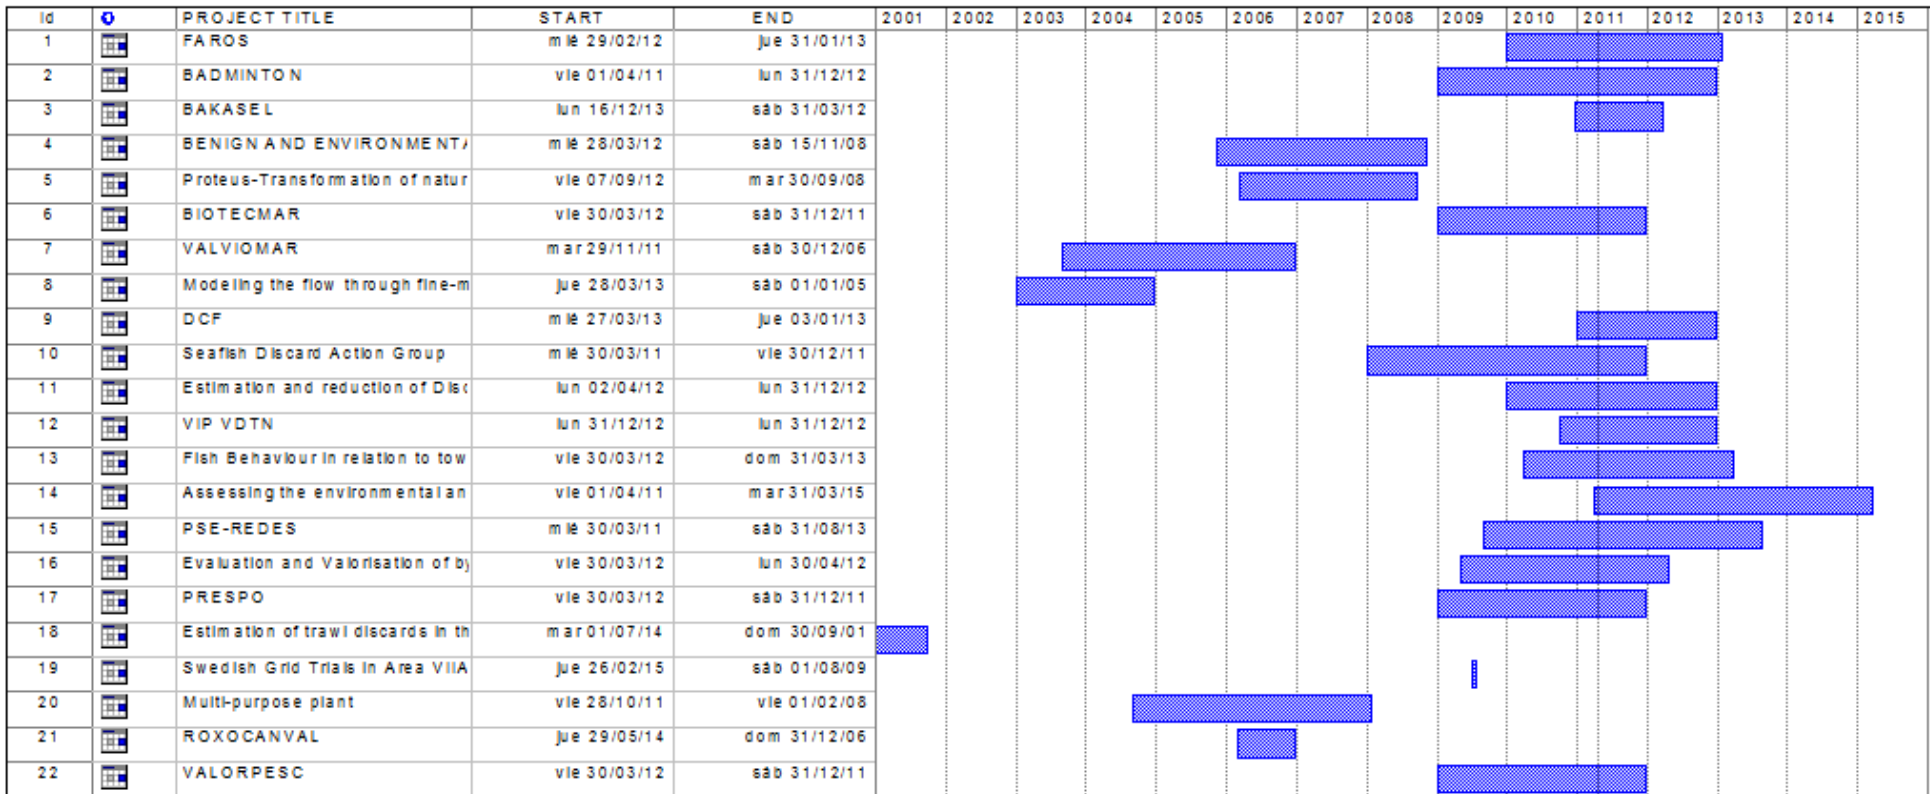 Id PROJECT TITLE START END 2001 2002 2003 2004 2005 2006 2007 2008 2009 2010 2011 2012 2013 2014 2015
1 FAROS mié 29/02/12 jue 31/01/13
2 BADMINTON vie 01/04/11 lun 31/12/12
3 BAKASEL lun 16/12/13 sáb 31/03/12
4 BENIGN AND ENVIRONMENTA mié 28/03/12 sáb 15/11/08
5 Proteus-Transformation of natur vie 07/09/12 mar 30/09/08
6 BIOTECMAR vie 30/03/12 sáb 31/12/11
7 VALVIOMAR mar 29/11/11 sáb 30/12/06
8 Modeling the flow through fine-m jue 28/03/13 sáb 01/01/05
9 DCF mié 27/03/13 jue 03/01/13
10 Seafish Discard Action Group mié 30/03/11 vie 30/12/11
11 Estimation and reduction of Disc lun 02/04/12 lun 31/12/12
12 VIP VDTN lun 31/12/12 lun 31/12/12
13 Fish Behaviour in relation to tow vie 30/03/12 dom 31/03/13
14 Assessing the environmental an vie 01/04/11 mar 31/03/15
15 PSE-REDES mié 30/03/11 sáb 31/08/13
16 Evaluation and Valorisation of by vie 30/03/12 lun 30/04/12
17 PRESPO vie 30/03/12 sáb 31/12/11
18 Estimation of trawl discards in th mar 01/07/14 dom 30/09/01
19 Swedish Grid Trials in Area VIIA jue 26/02/15 sáb 01/08/09
20 Multi-purpose plant vie 28/10/11 vie 01/02/08
21 ROXOCANVAL jue 29/05/14 dom 31/12/06
22 VALORPESC vie 30/03/12 sáb 31/12/11